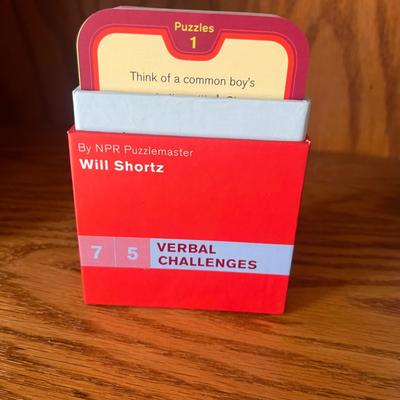 Puzzles
1
Think of a common boy's
By NPR Puzzlemaster
Will Shortz
7 5 VERBAL
CHALLENGES